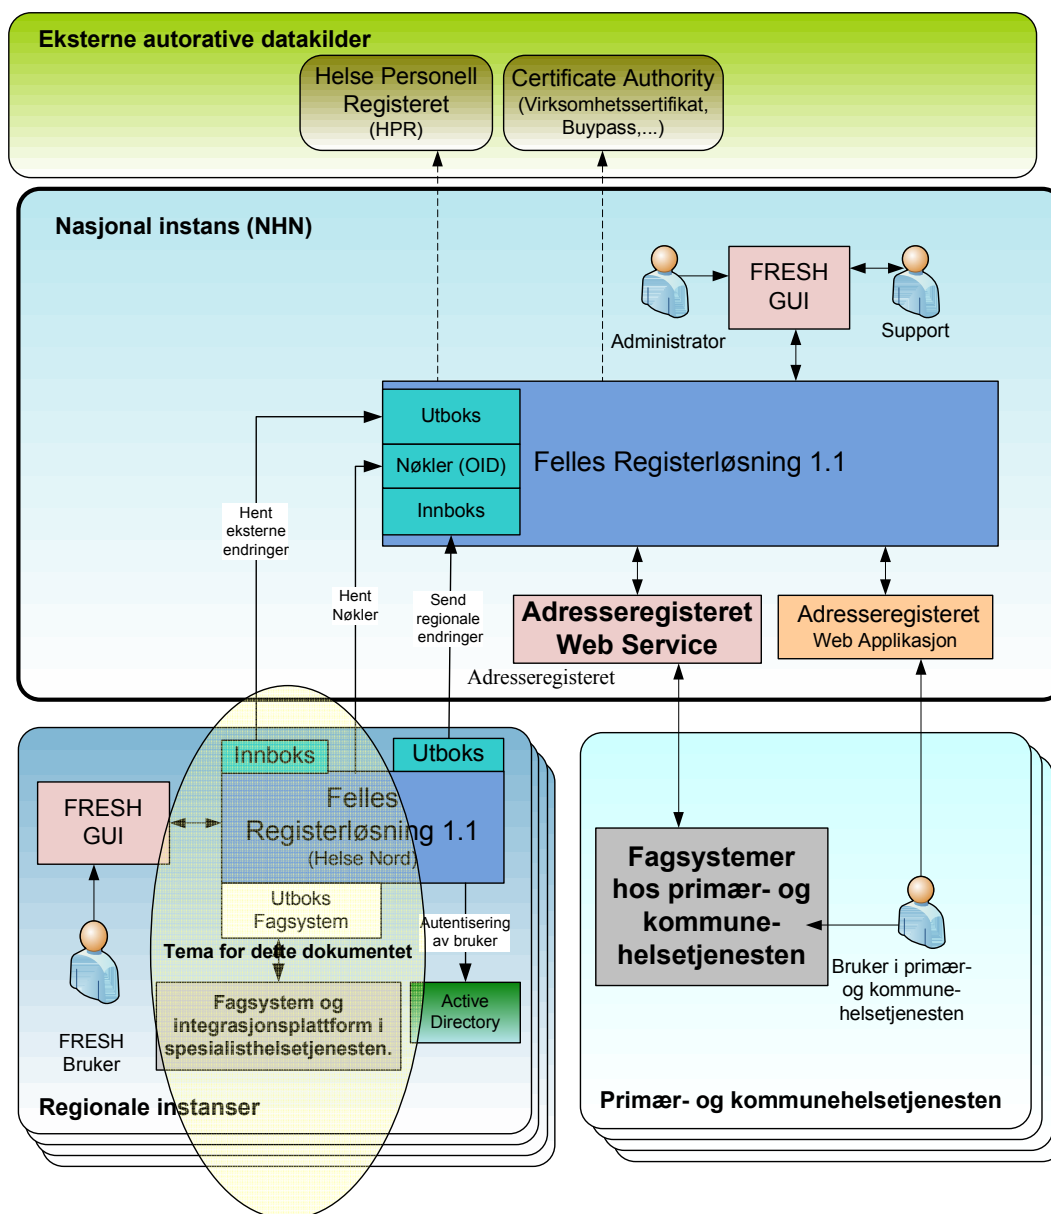 Eksterne autorative datakilder
Helse Personell
Registeret
(HPR)
Certificate Authority
(Virksomhetssertifikat,
Buypass,...)
Nasjonal instans (NHN)
FRESH
GUI
Administrator
Support
Utboks
Nøkler (OID)
Innboks
Felles Registerløsning 1.1
Hent
eksterne
endringer
Hent
Nøkler
Send
regionale
endringer
Adresseregisteret
Web Service
Adresseregisteret
Web Applikasjon
Adresseregisteret
Innboks
Utboks
FRESH
GUI
Felles
Registerløsning 1.1
(Helse Nord)
Utboks
Fagsystem
Autentisering
av bruker
Tema for dette dokumentet
Fagsystem og
integrasjonsplattform i
spesialisthelsetjenesten.
Active
Directory
FRESH
Bruker
Regionale instanser
Fagsystemer
hos primær- og
kommune-
helsetjenesten
Bruker i primær-
og kommune-
helsetjenesten
Primær- og kommunehelsetjenesten